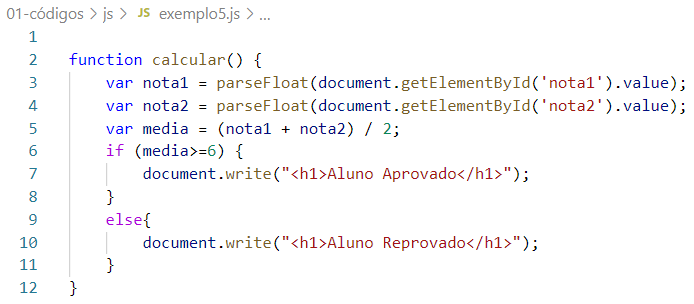 01-códigos > js > JS exemplo5.js > ...
1
2 function calcular() {
3 var nota1 = parseFloat(document.getElementById('nota1').value);
4 var nota2 = parseFloat(document.getElementById('nota2').value);
5 var media = (nota1 + nota2) / 2;
6 if (media>=6) {
7 document.write("<h1>Aluno Aprovado</h1>");
8 }
9 else{
10 document.write("<h1>Aluno Reprovado</h1>");
11 }
12 }